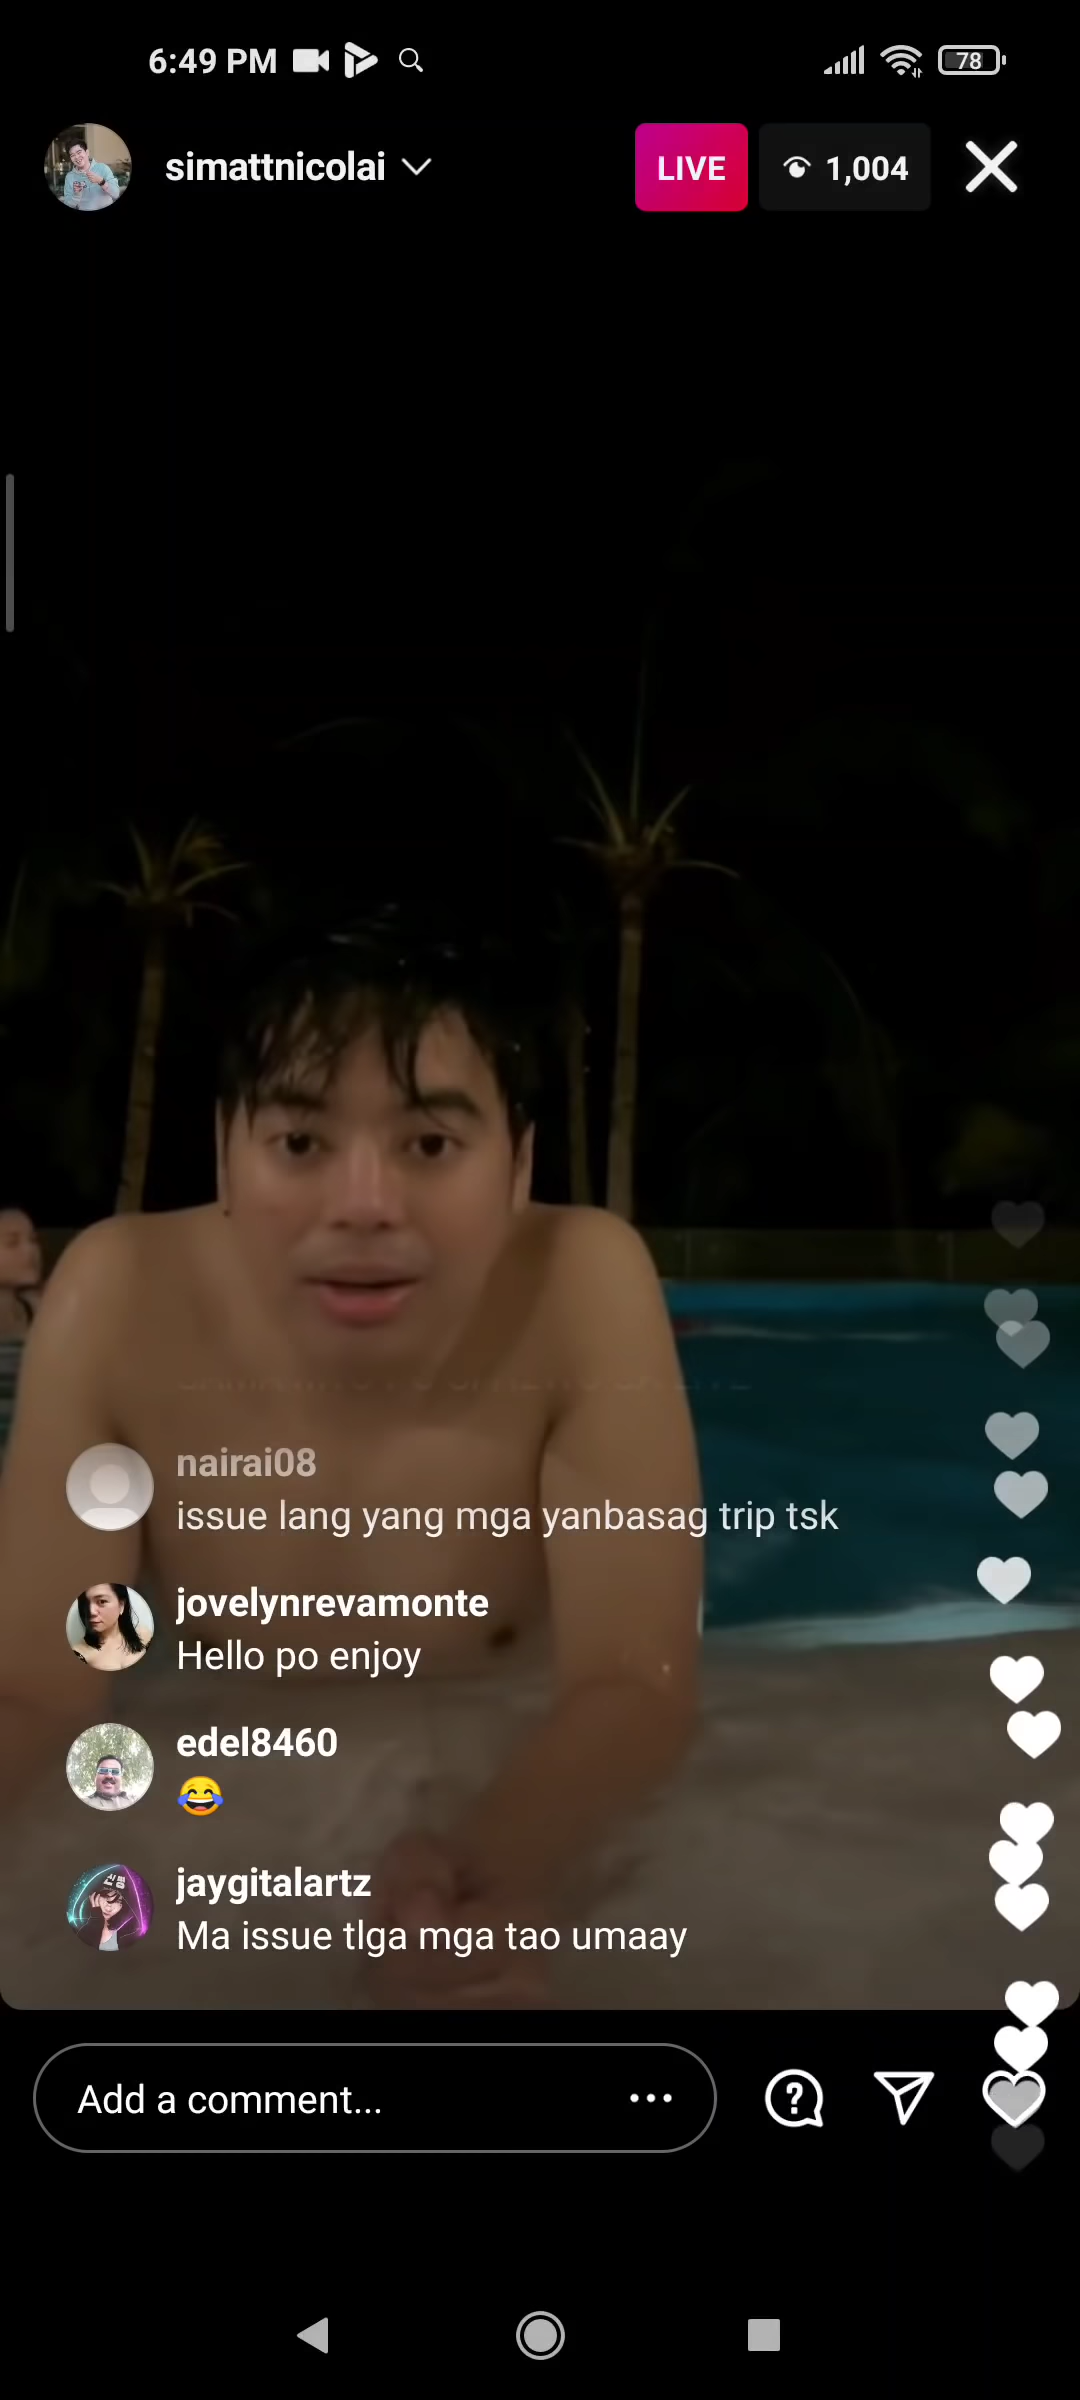 6:49 PM
78
simattnicolai
LIVE
1,004
nairai08
issue lang yang mga yanbasag trip tsk
jovelynrevamonte
Hello po enjoy
edel8460
😂
jaygitalartz
Ma issue tlga mga tao umaay
Add a comment...